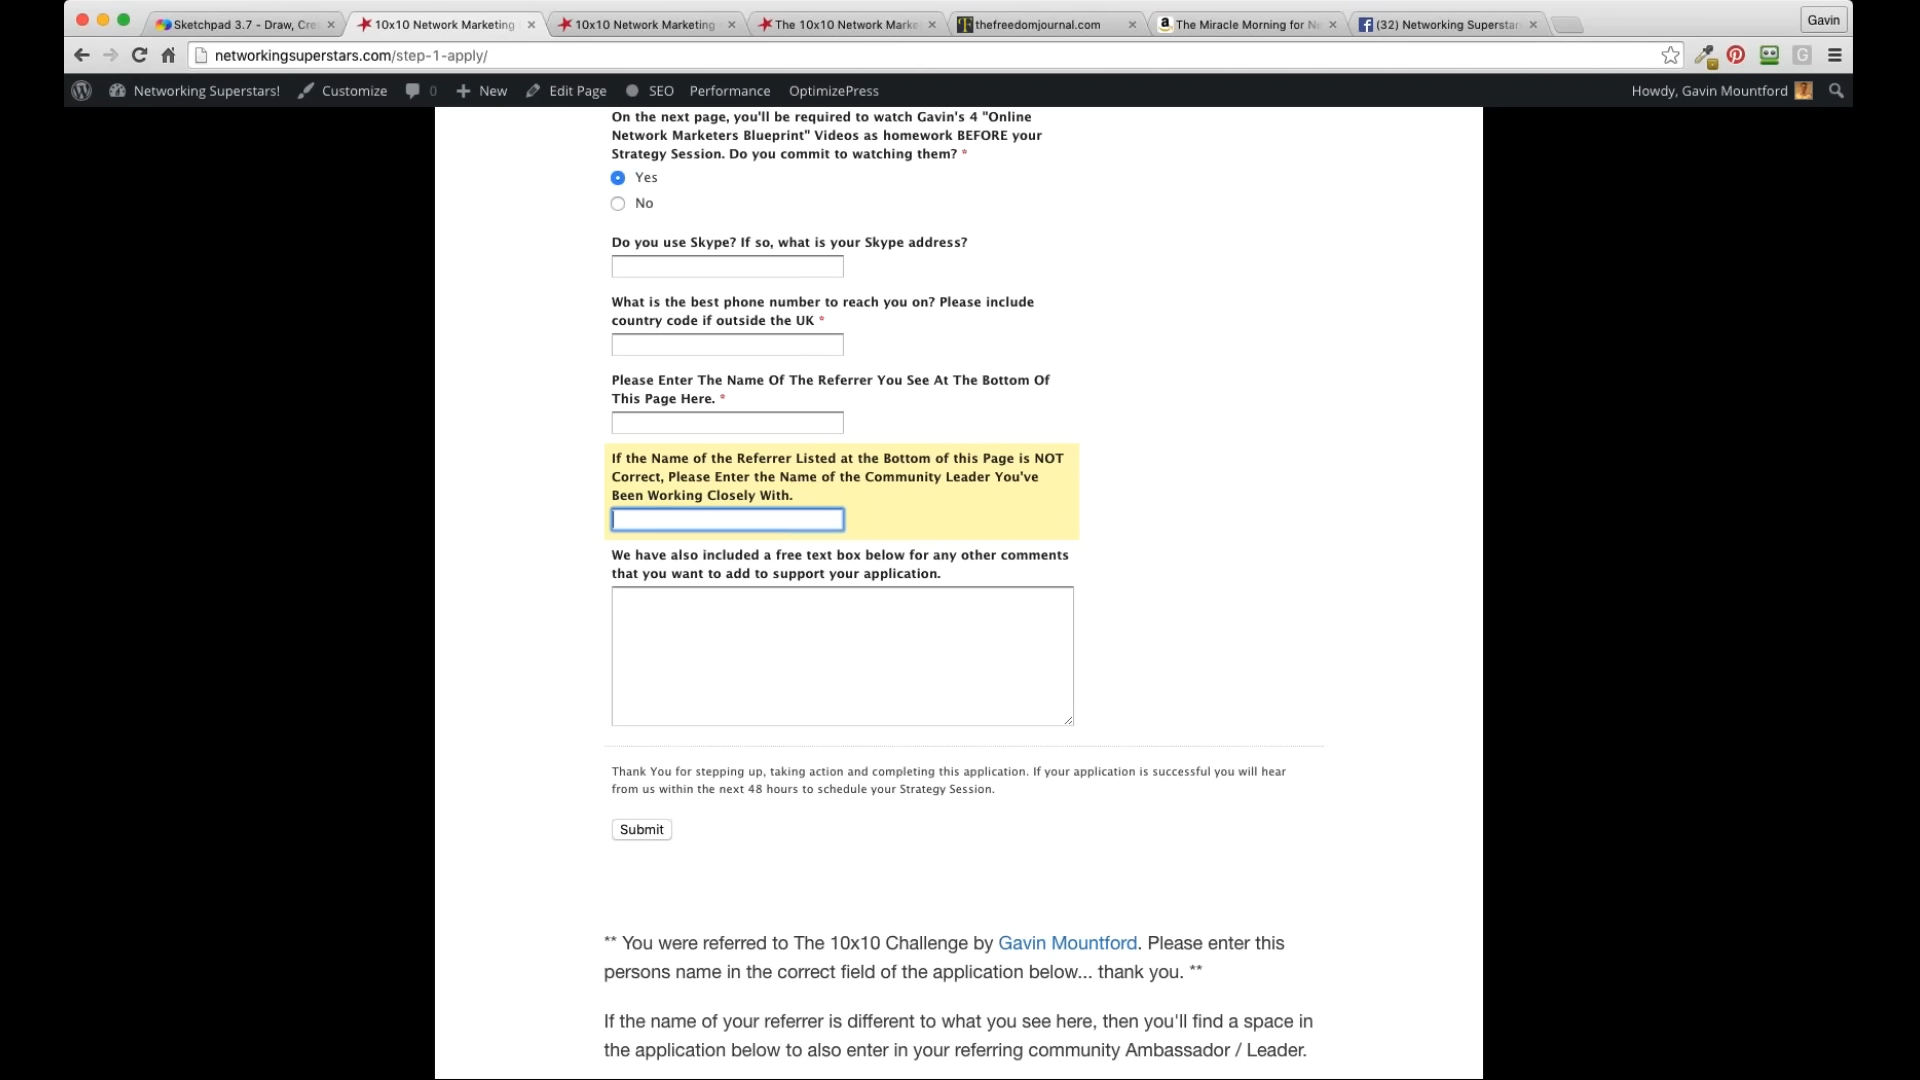 Sketchpad 3.7 - Draw, Cre
10x10 Network Marketing
10x10 Network Marketing
The 10x10 Network Marke
thefreedomjournal.com
The Miracle Morning for Ne
(32) Networking Superstar
Gavin
networkingsuperstars.com/step-1-apply/
Networking Superstars!
Customize
0
New
Edit Page
SEO
Performance
OptimizePress
Howdy, Gavin Mountford
On the next page, you'll be required to watch Gavin's 4 "Online
Network Marketers Blueprint" Videos as homework BEFORE your
Strategy Session. Do you commit to watching them? *
Yes
No
Do you use Skype? If so, what is your Skype address?
What is the best phone number to reach you on? Please include
country code if outside the UK *
Please Enter The Name Of The Referrer You See At The Bottom Of
This Page Here. *
If the Name of the Referrer Listed at the Bottom of this Page is NOT
Correct, Please Enter the Name of the Community Leader You've
Been Working Closely With.
We have also included a free text box below for any other comments
that you want to add to support your application.
Thank You for stepping up, taking action and completing this application. If your application is successful you will hear
from us within the next 48 hours to schedule your Strategy Session.
Submit
** You were referred to The 10x10 Challenge by Gavin Mountford. Please enter this
persons name in the correct field of the application below... thank you. **
If the name of your referrer is different to what you see here, then you'll find a space in
the application below to also enter in your referring community Ambassador / Leader.